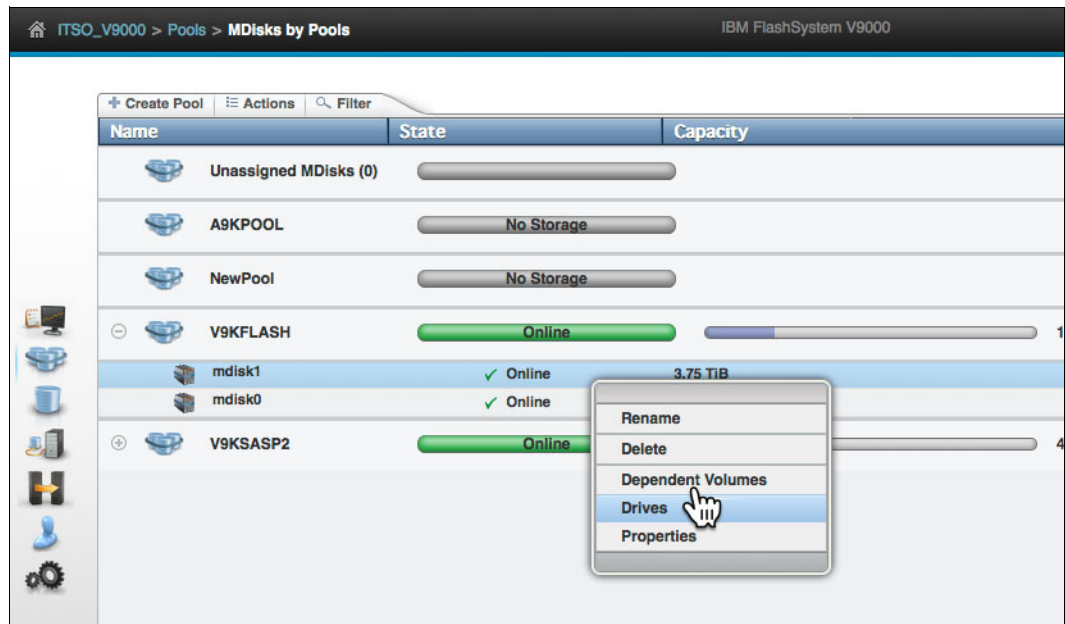 ITSO_V9000 > Pools > MDisks by Pools
IBM FlashSystem V9000
Create Pool Actions Filter
Name State Capacity
Unassigned MDisks (0)
A9KPOOL No Storage
NewPool No Storage
V9KFLASH Online 1
mdisk1 ✓ Online 3.75 TiB
mdisk0 ✓ Online
V9KSASP2 Online 4
Rename
Delete
Dependent Volumes
Drives
Properties